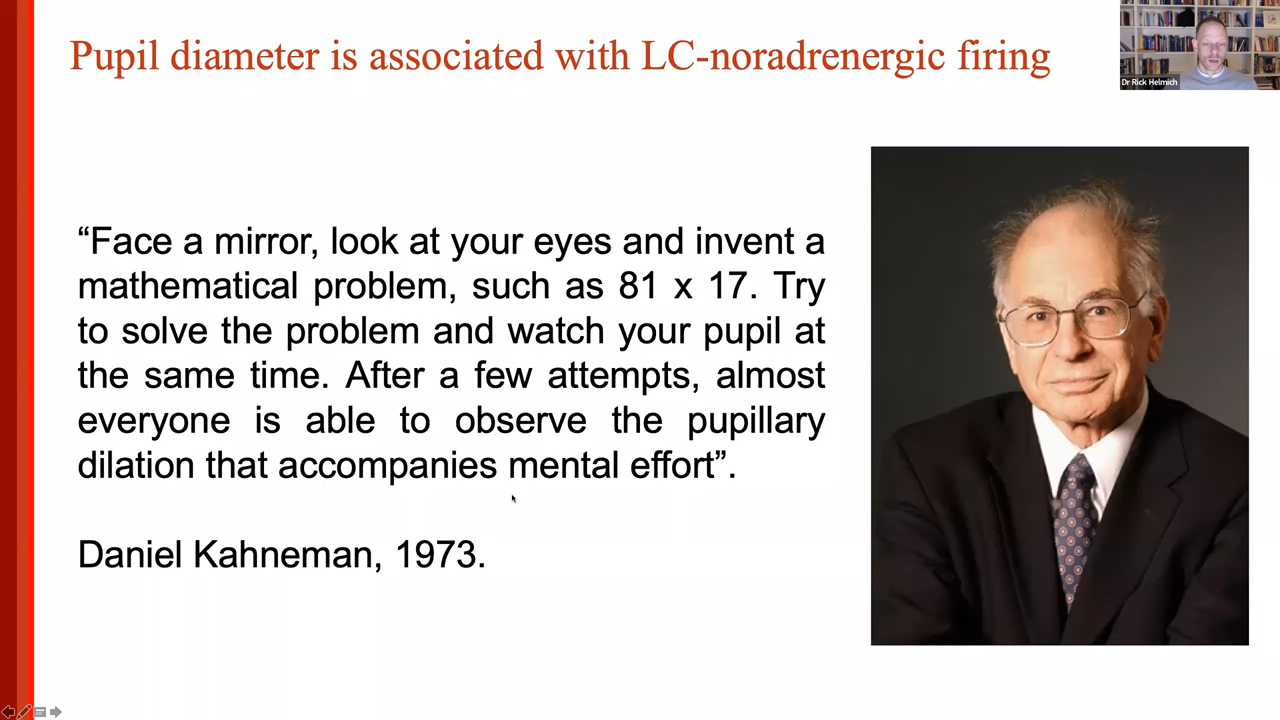 Pupil diameter is associated with LC-noradrenergic firing
Dr Rick Helmich
“Face a mirror, look at your eyes and invent a
mathematical problem, such as 81 x 17. Try
to solve the problem and watch your pupil at
the same time. After a few attempts, almost
everyone is able to observe the pupillary
dilation that accompanies mental effort”.
Daniel Kahneman, 1973.